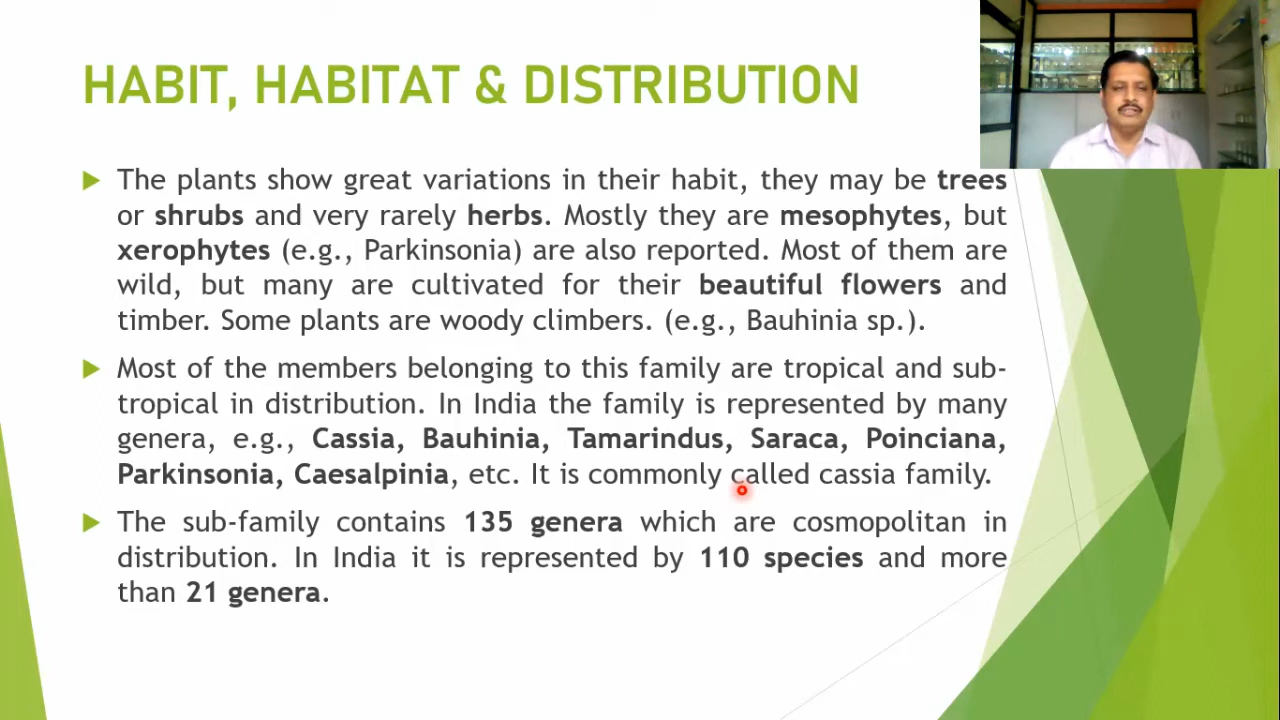 HABIT, HABITAT & DISTRIBUTION
The plants show great variations in their habit, they may be trees
or shrubs and very rarely herbs. Mostly they are mesophytes, but
xerophytes (e.g., Parkinsonia) are also reported. Most of them are
wild, but many are cultivated for their beautiful flowers and
timber. Some plants are woody climbers. (e.g., Bauhinia sp.).
Most of the members belonging to this family are tropical and sub-
tropical in distribution. In India the family is represented by many
genera, e.g., Cassia, Bauhinia, Tamarindus, Saraca, Poinciana,
Parkinsonia, Caesalpinia, etc. It is commonly called cassia family.
The sub-family contains 135 genera which are cosmopolitan in
distribution. In India it is represented by 110 species and more
than 21 genera.